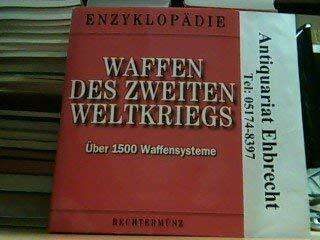 ENZYKLOPÄDIE
WAFFEN
DES ZWEITEN
WELTKRIEGS
Über 1500 Waffensysteme
BECHTERMÜNZ
Antiquariat Ehbrecht
Tel: 05174-8397